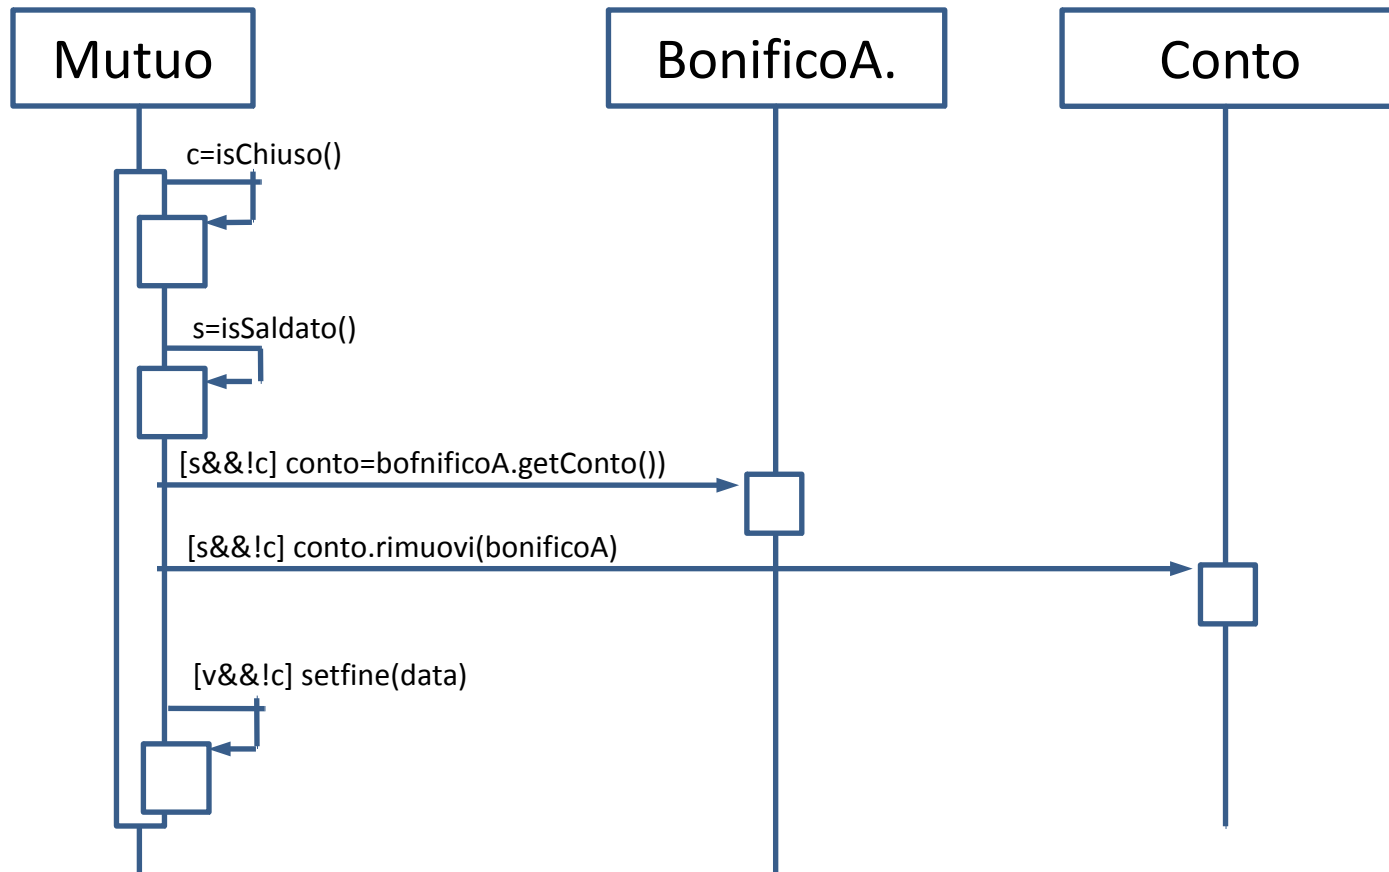 Mutuo
BonificoA.
Conto
c=isChiuso()
s=isSaldato()
[s&&!c] conto=bofnificoA.getConto())
[s&&!c] conto.rimuovi(bonificoA)
[v&&!c] setfine(data)